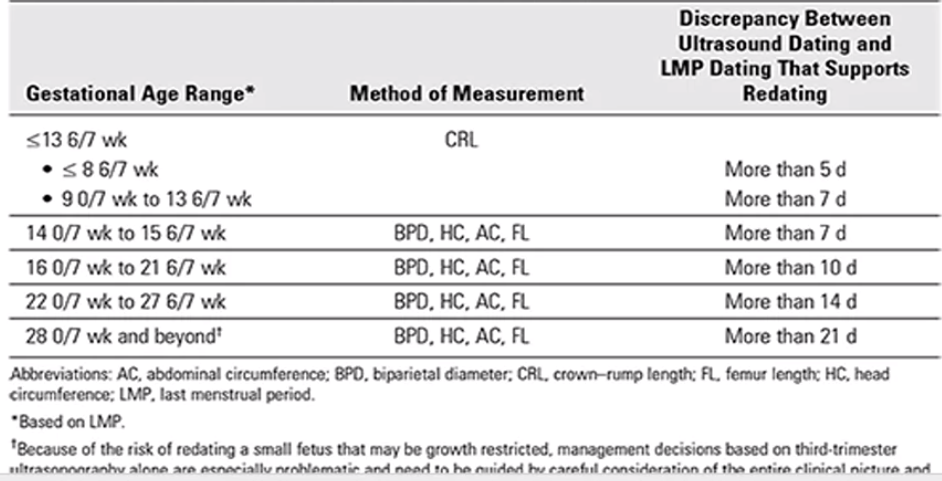 Discrepancy Between
Ultrasound Dating and
LMP Dating That Supports
Gestational Age Range* Method of Measurement Redating
≤13 6/7 wk CRL
• ≤ 8 6/7 wk More than 5 d
• 9 0/7 wk to 13 6/7 wk More than 7 d
14 0/7 wk to 15 6/7 wk BPD, HC, AC, FL More than 7 d
16 0/7 wk to 21 6/7 wk BPD, HC, AC, FL More than 10 d
22 0/7 wk to 27 6/7 wk BPD, HC, AC, FL More than 14 d
28 0/7 wk and beyond† BPD, HC, AC, FL More than 21 d
Abbreviations: AC, abdominal circumference; BPD, biparietal diameter; CRL, crown–rump length; FL, femur length; HC, head
circumference; LMP, last menstrual period.
*Based on LMP.
†Because of the risk of redating a small fetus that may be growth restricted, management decisions based on third-trimester
ultrasonography alone are especially problematic and need to be guided by careful consideration of the entire clinical picture and